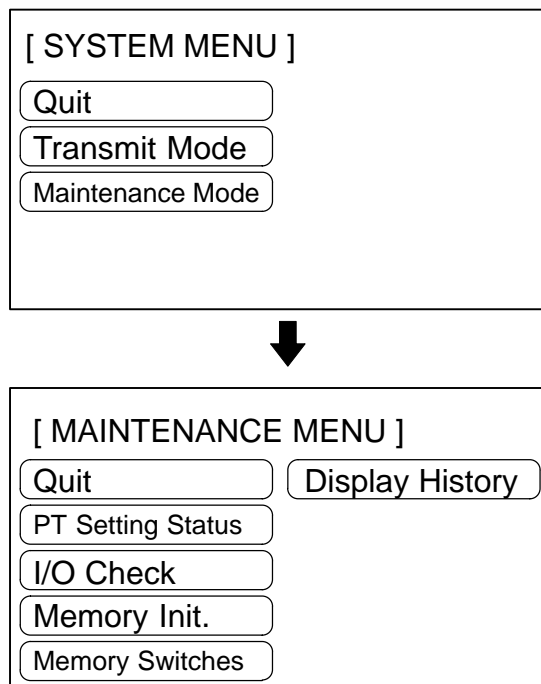 [ SYSTEM MENU ]
Quit
Transmit Mode
Maintenance Mode
[ MAINTENANCE MENU ]
Quit
Display History
PT Setting Status
I/O Check
Memory Init.
Memory Switches